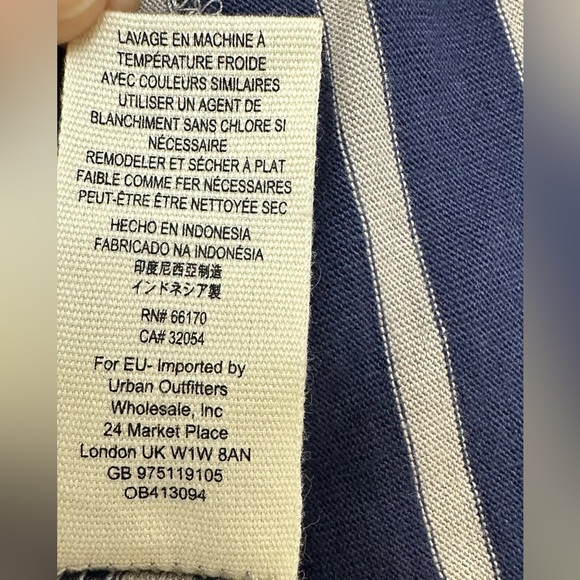 LAVAGE EN MACHINE À
TEMPÉRATURE FROIDE
AVEC COULEURS SIMILAIRES
UTILISER UN AGENT DE
BLANCHIMENT SANS CHLORE SI
NÉCESSAIRE
REMODELER ET SÉCHER À PLAT
FAIBLE COMME FER NÉCESSAIRES
PEUT-ÊTRE ÊTRE NETTOYÉE SEC
HECHO EN INDONESIA
FABRICADO NA INDONÉSIA
印度尼西亞制造
インドネシア製
RN# 66170
CA# 32054
For EU- Imported by
Urban Outfitters
Wholesale, Inc
24 Market Place
London UK W1W 8AN
GB 975119105
OB413094